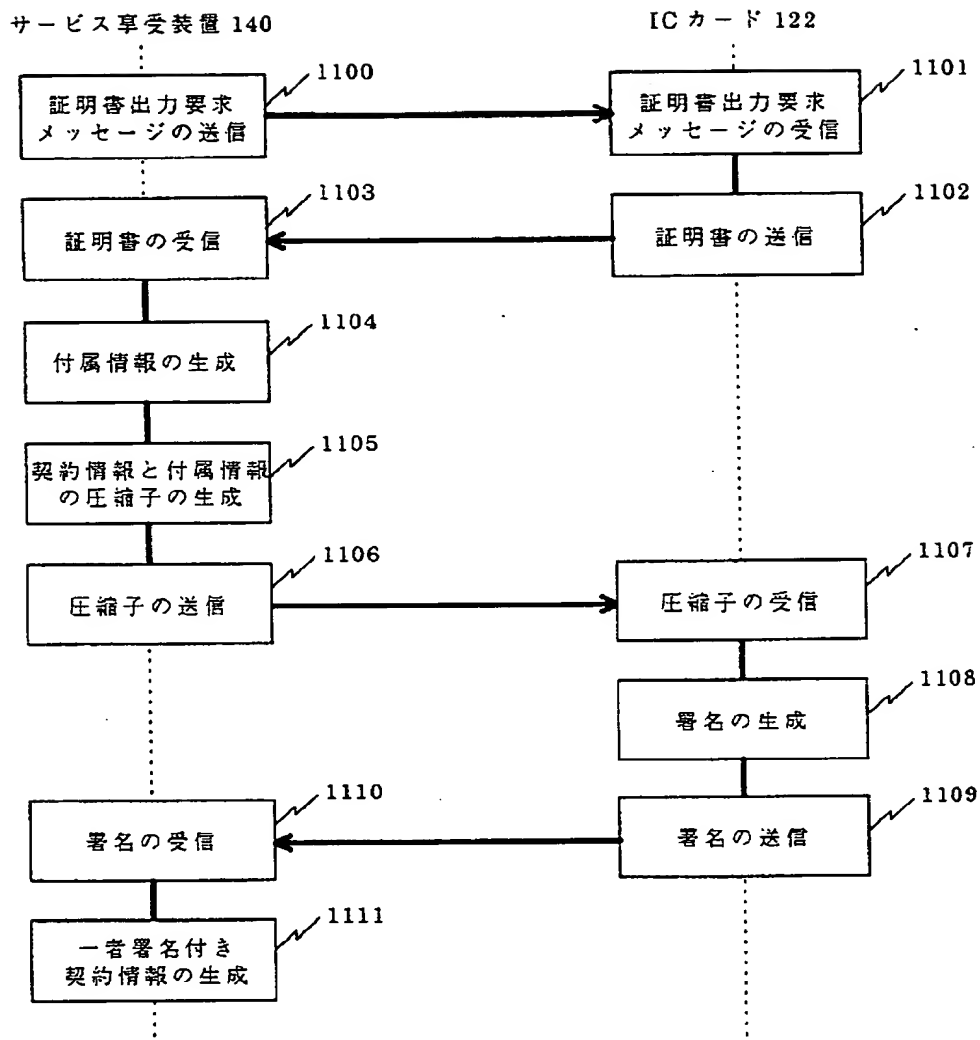 サービス享受装置 140
ICカード 122
1100
証明書出力要求
メッセージの送信
1101
証明書出力要求
メッセージの受信
1103
証明書の受信
1102
証明書の送信
1104
付属情報の生成
1105
契約情報と付属情報
の圧縮子の生成
1106
圧縮子の送信
1107
圧縮子の受信
1108
署名の生成
1110
署名の受信
1109
署名の送信
1111
一者署名付き
契約情報の生成